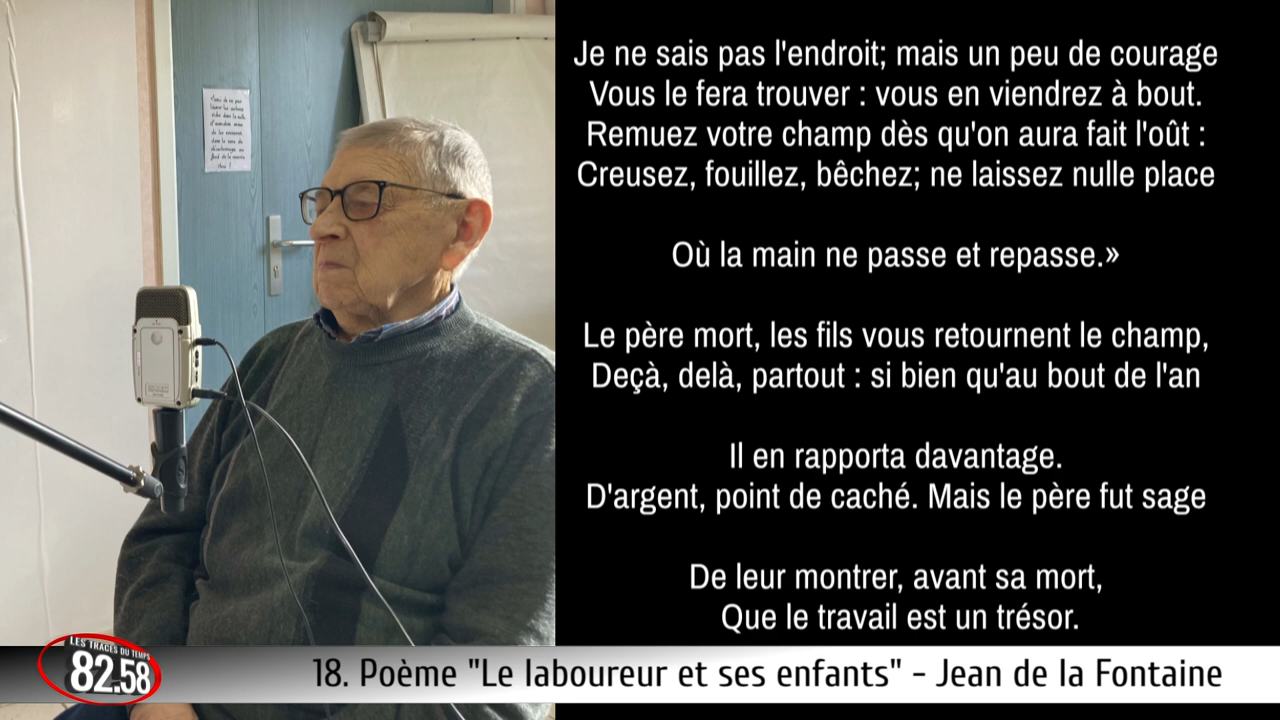 Je ne sais pas l'endroit; mais un peu de courage
Vous le fera trouver : vous en viendrez à bout.
Remuez votre champ dès qu'on aura fait l'oût :
Creusez, fouillez, bêchez; ne laissez nulle place
Où la main ne passe et repasse.»
Le père mort, les fils vous retournent le champ,
Deçà, delà, partout : si bien qu'au bout de l'an
Il en rapporta davantage.
D'argent, point de caché. Mais le père fut sage
De leur montrer, avant sa mort,
Que le travail est un trésor.
LES TRACES DU TEMPS
82.58
18. Poème "Le laboureur et ses enfants" - Jean de la Fontaine